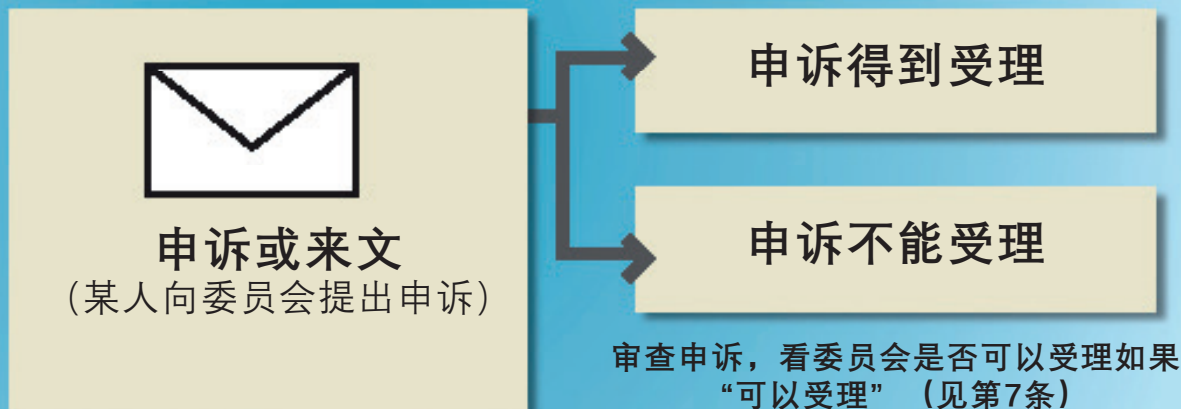 申诉或来文
（某人向委员会提出申诉）
申诉得到受理
申诉不能受理
审查申诉，看委员会是否可以受理如果
“可以受理” （见第7条）